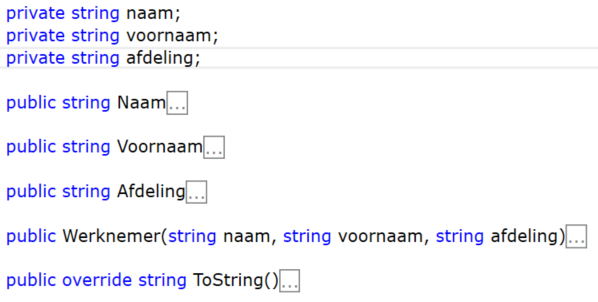 private string naam;
private string voornaam;
private string afdeling;
public string Naam...
public string Voornaam...
public string Afdeling...
public Werknemer(string naam, string voornaam, string afdeling)...
public override string ToString()...